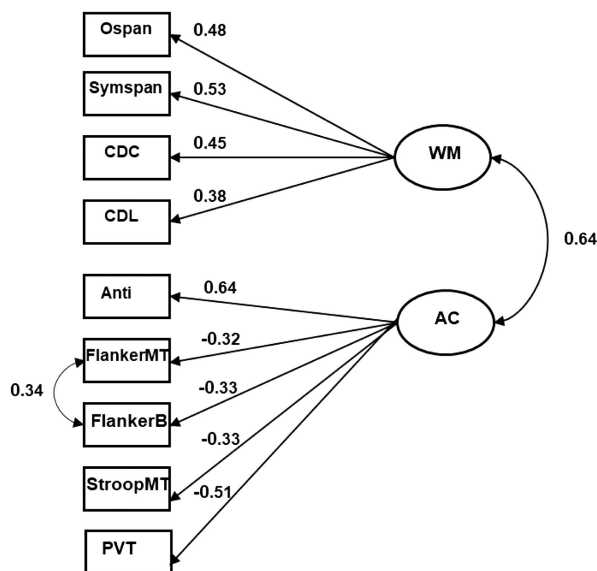 Ospan
0.48
Symspan
0.53
CDC
0.45
WM
CDL
0.38
0.64
Anti
0.64
AC
FlankerMT
-0.32
0.34
FlankerB
-0.33
-0.33
StroopMT
-0.51
PVT